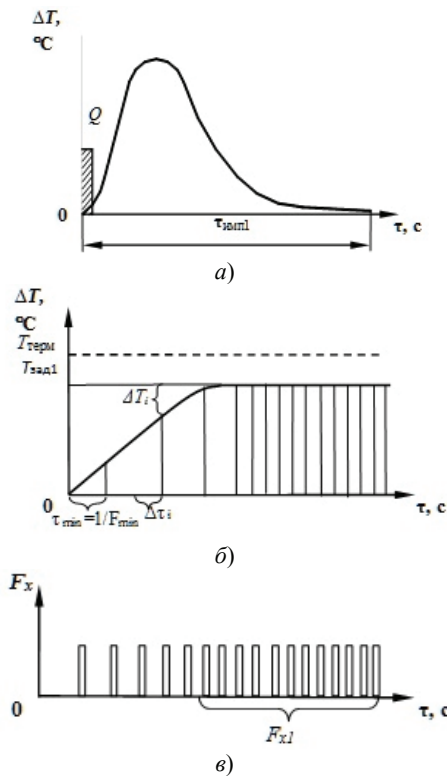 ΔT,
°C
Q
0
τимп1
τ, с
а)
ΔT,
°C
Tтерм
Tзад1
ΔTi
0
τmin=1/Fmin
Δτi
τ, с
б)
Fx
0
τ, с
Fx1
в)